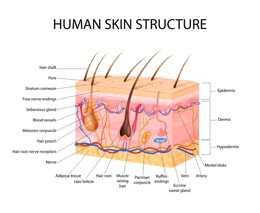 HUMAN SKIN STRUCTURE
Hair shaft
Pore
Stratum corneum
Free nerve endings
Sebaceous gland
Blood vessels
Meissner corpuscle
Hair pouch
Hair root nerve receptors
Nerve
Adipose tissue
Hair follicle
Hair root
Muscle
raising
hair
Pacinian
corpuscle
Ruffini
endings
Eccrine
sweat gland
Vein
Artery
Merkel disks
Epidermis
Dermis
Hypodermis